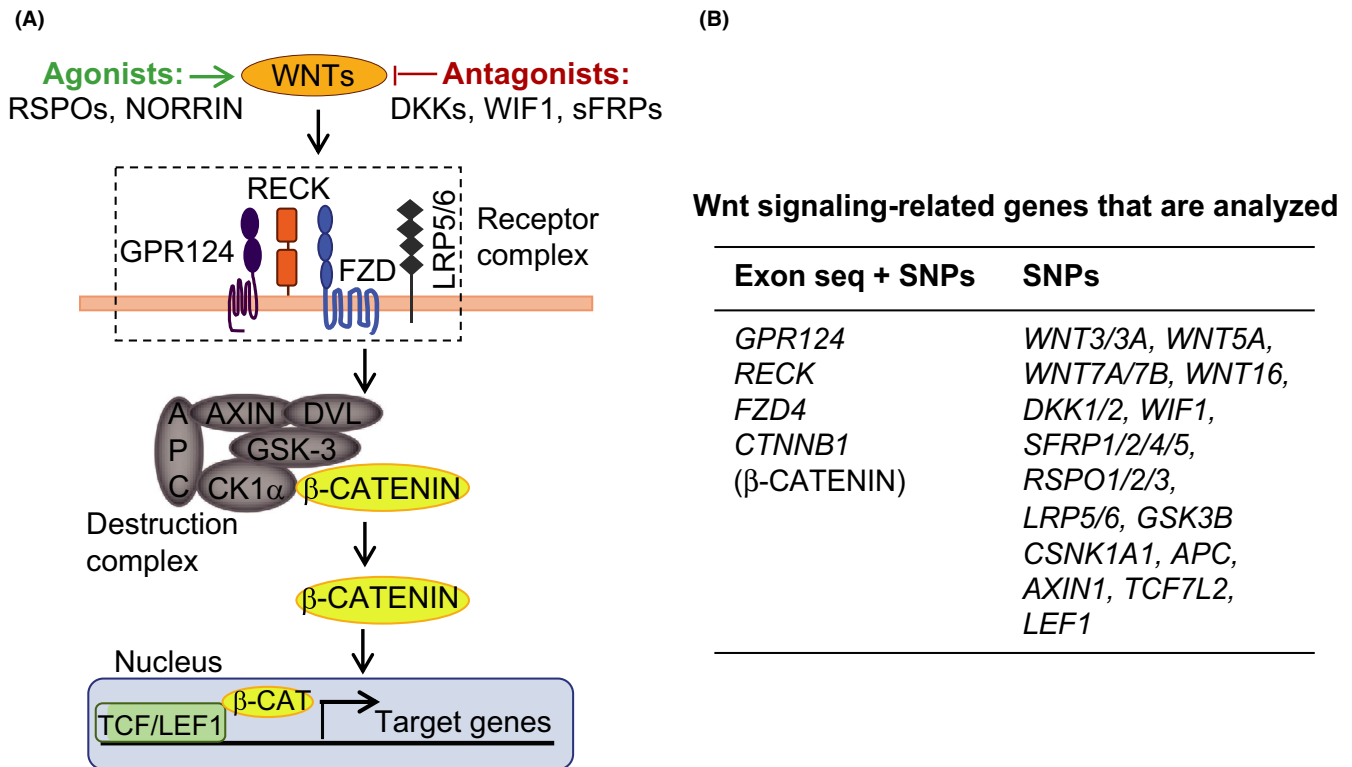 (A)
Agonists:
RSPOs, NORRIN
WNTs
Antagonists:
DKKs, WIF1, sFRPs
RECK
GPR124
FZD
LRP5/6
Receptor
complex
APC
AXIN
DVL
GSK-3
CK1α
β-CATENIN
Destruction
complex
β-CATENIN
Nucleus
β-CAT
TCF/LEF1
Target genes
(B)
Wnt signaling-related genes that are analyzed
Exon seq + SNPs
GPR124
RECK
FZD4
CTNNB1
(β-CATENIN)
SNPs
WNT3/3A, WNT5A,
WNT7A/7B, WNT16,
DKK1/2, WIF1,
SFRP1/2/4/5,
RSPO1/2/3,
LRP5/6, GSK3B
CSNK1A1, APC,
AXIN1, TCF7L2,
LEF1